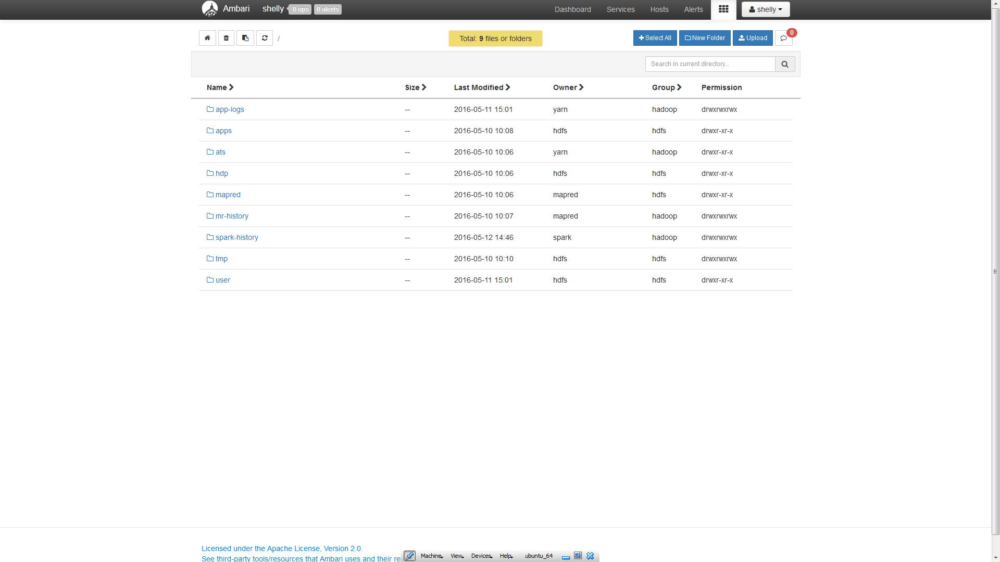 Ambari shelly 0 ops 0 alerts Dashboard Services Hosts Alerts shelly
/ Total: 9 files or folders Select All New Folder Upload 0
Search in current directory...
Name Size Last Modified Owner Group Permission
app-logs -- 2016-05-11 15:01 yarn hadoop drwxrwxrwx
apps -- 2016-05-10 10:08 hdfs hdfs drwxr-xr-x
ats -- 2016-05-10 10:06 yarn hadoop drwxr-xr-x
hdp -- 2016-05-10 10:06 hdfs hdfs drwxr-xr-x
mapred -- 2016-05-10 10:06 mapred hdfs drwxr-xr-x
mr-history -- 2016-05-10 10:07 mapred hadoop drwxrwxrwx
spark-history -- 2016-05-12 14:46 spark hadoop drwxrwxrwx
tmp -- 2016-05-10 10:10 hdfs hdfs drwxrwxrwx
user -- 2016-05-11 15:01 hdfs hdfs drwxr-xr-x
Licensed under the Apache License, Version 2.0.
See third-party tools/resources that Ambari uses and their re
Machine View Devices Help ubuntu_64